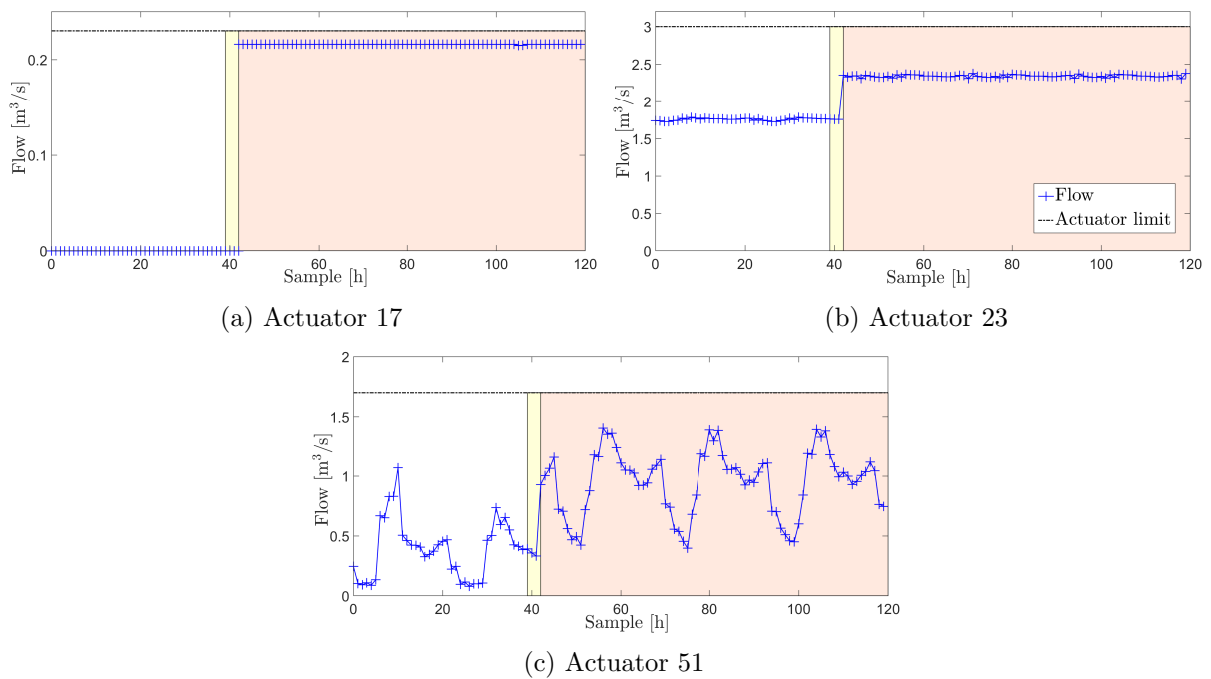 0.2
0.1
0
Flow [m³/s]
0 20 40 60 80 100 120
Sample [h]
(a) Actuator 17
3
2.5
2
1.5
1
0.5
0
Flow [m³/s]
0 20 40 60 80 100 120
Sample [h]
Flow
Actuator limit
(b) Actuator 23
2
1.5
1
0.5
0
Flow [m³/s]
0 20 40 60 80 100 120
Sample [h]
(c) Actuator 51